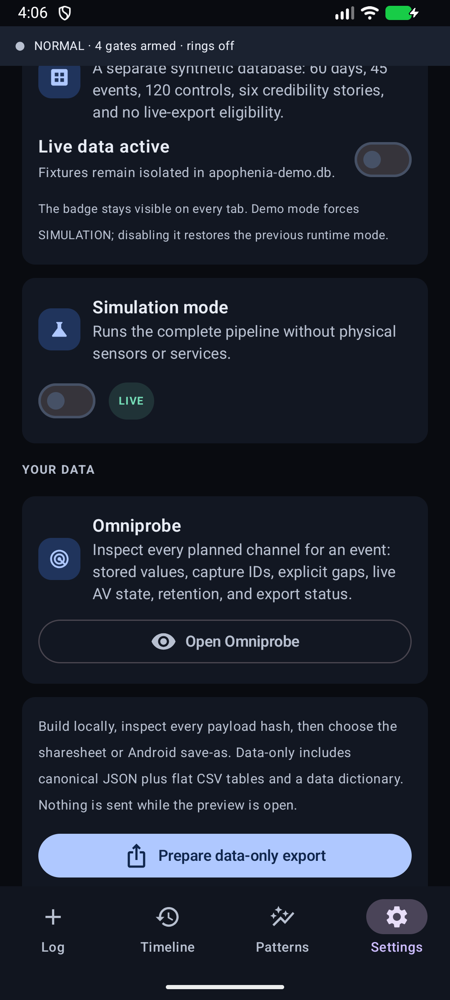 4:06
NORMAL · 4 gates armed · rings off
A separate synthetic database: 60 days, 45
events, 120 controls, six credibility stories,
and no live-export eligibility.
Live data active
Fixtures remain isolated in apophenia-demo.db.
The badge stays visible on every tab. Demo mode forces
SIMULATION; disabling it restores the previous runtime mode.
Simulation mode
Runs the complete pipeline without physical
sensors or services.
LIVE
YOUR DATA
Omniprobe
Inspect every planned channel for an event:
stored values, capture IDs, explicit gaps, live
AV state, retention, and export status.
Open Omniprobe
Build locally, inspect every payload hash, then choose the
sharesheet or Android save-as. Data-only includes
canonical JSON plus flat CSV tables and a data dictionary.
Nothing is sent while the preview is open.
Prepare data-only export
Log
Timeline
Patterns
Settings